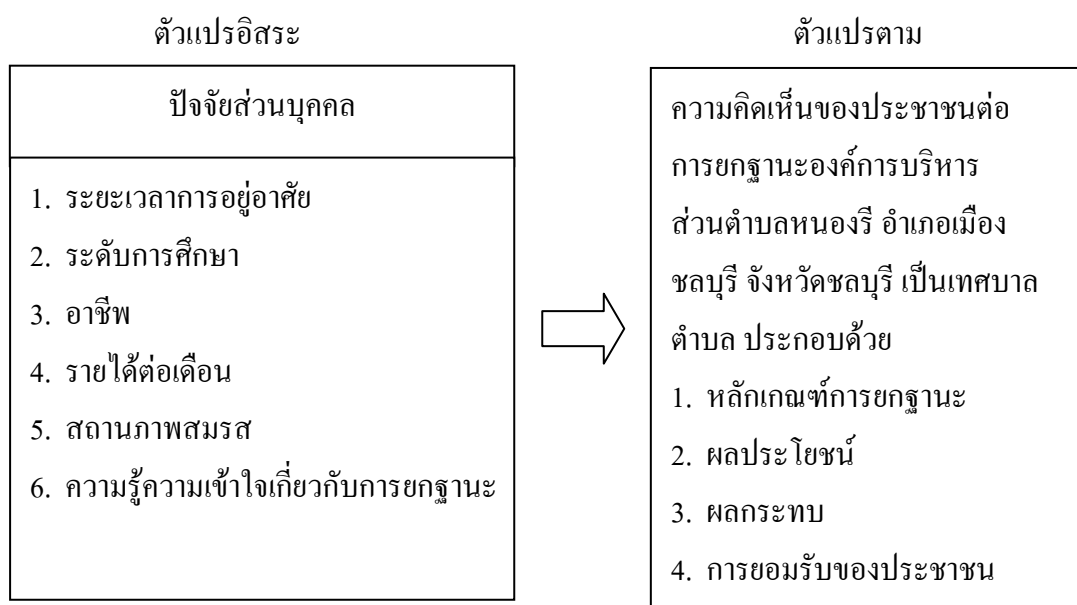 ตัวแปรอิสระ
ปัจจัยส่วนบุคคล
1. ระยะเวลาการอยู่อาศัย
2. ระดับการศึกษา
3. อาชีพ
4. รายได้ต่อเดือน
5. สถานภาพสมรส
6. ความรู้ความเข้าใจเกี่ยวกับการยกฐานะ
ตัวแปรตาม
ความคิดเห็นของประชาชนต่อ
การยกฐานะองค์การบริหาร
ส่วนตำบลหนองรี อำเภอเมือง
ชลบุรี จังหวัดชลบุรี เป็นเทศบาล
ตำบล ประกอบด้วย
1. หลักเกณฑ์การยกฐานะ
2. ผลประโยชน์
3. ผลกระทบ
4. การยอมรับของประชาชน